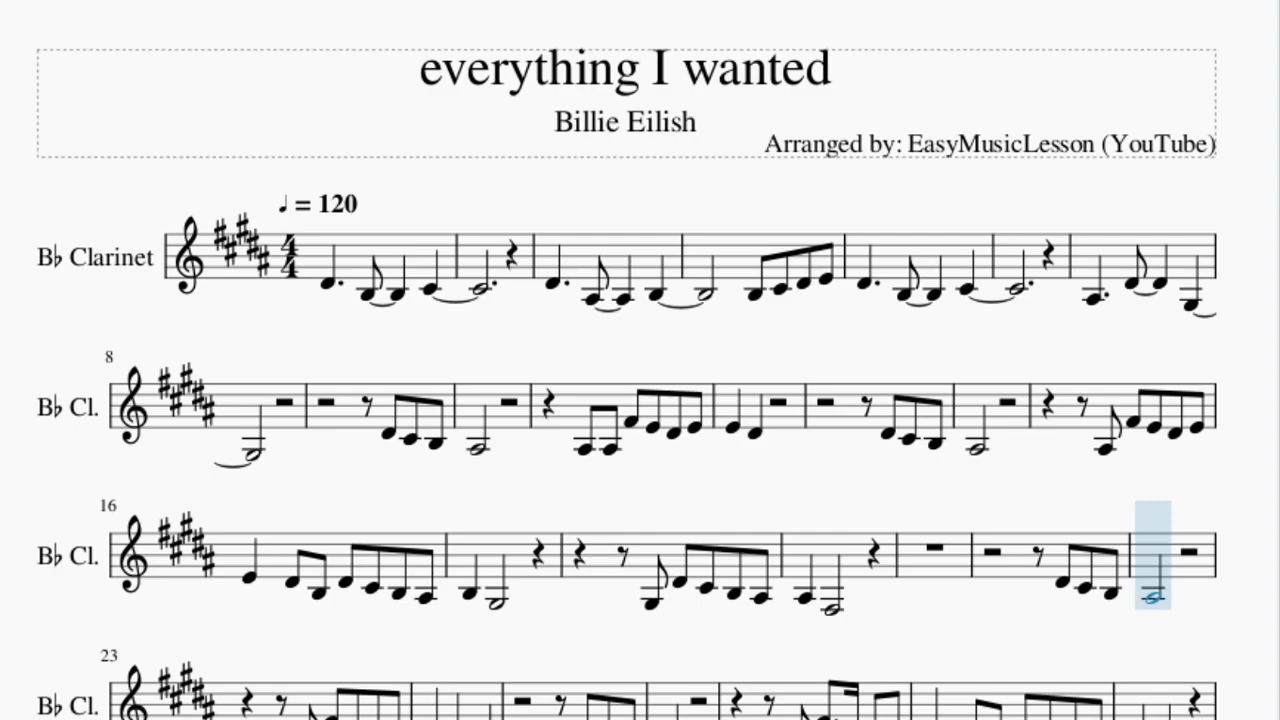 everything I wanted
Billie Eilish
Arranged by: EasyMusicLesson (YouTube)
♩ = 120
B♭ Clarinet
4
4
8
B♭ Cl.
16
B♭ Cl.
23
B♭ Cl.